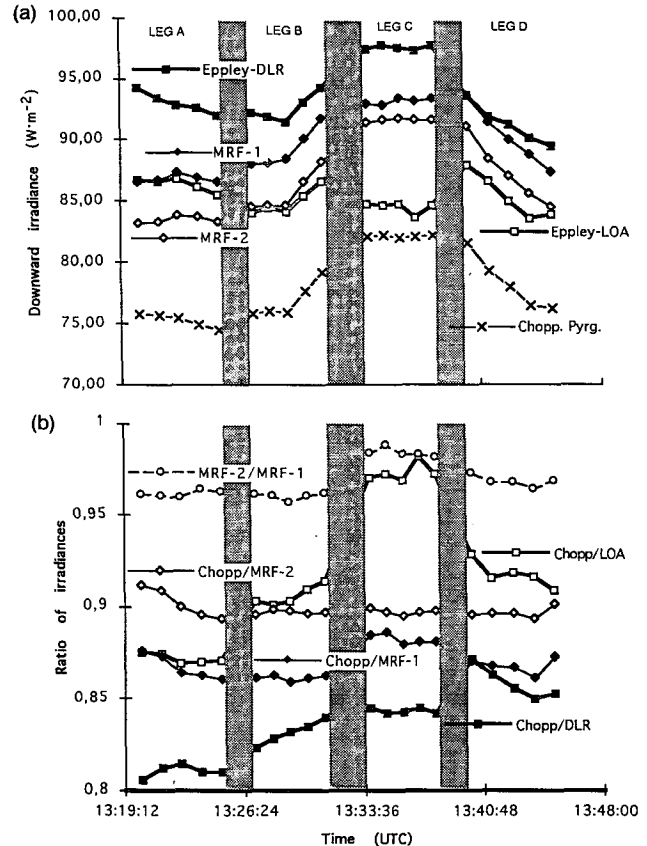 (a)
100,00
LEG A
LEG B
LEG C
LEG D
Eppley-DLR
95,00
Downward irradiance (W·m-2)
90,00
MRF-1
85,00
MRF-2
Eppley-LOA
80,00
75,00
Chopp. Pyrg.
70,00
(b)
1
MRF-2/MRF-1
0,95
Chopp/LOA
Chopp/MRF-2
Ratio of irradiances
0,9
Chopp/MRF-1
0,85
Chopp/DLR
0,8
13:19:12
13:26:24
13:33:36
13:40:48
13:48:00
Time (UTC)